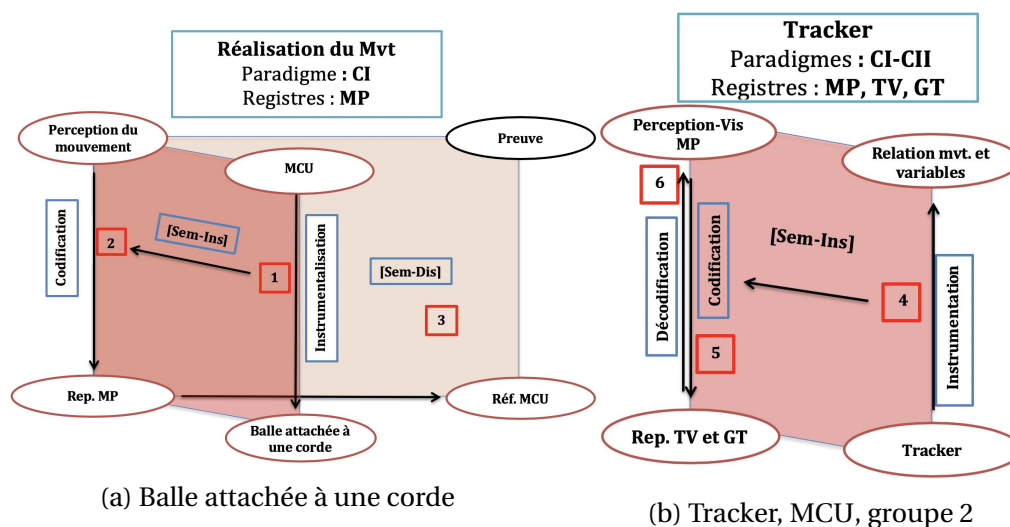 Réalisation du Mvt
Paradigme : CI
Registres : MP
Perception du
mouvement
MCU
Preuve
Codification
2
[Sem-Ins]
1
Instrumentalisation
[Sem-Dis]
3
Rep. MP
Balle attachée à
une corde
Réf. MCU
(a) Balle attachée à une corde
Tracker
Paradigmes : CI-CII
Registres : MP, TV, GT
Perception-Vis
MP
Relation mvt. et
variables
6
Décodification
Codification
[Sem-Ins]
4
5
Instrumentation
Rep. TV et GT
Tracker
(b) Tracker, MCU, groupe 2